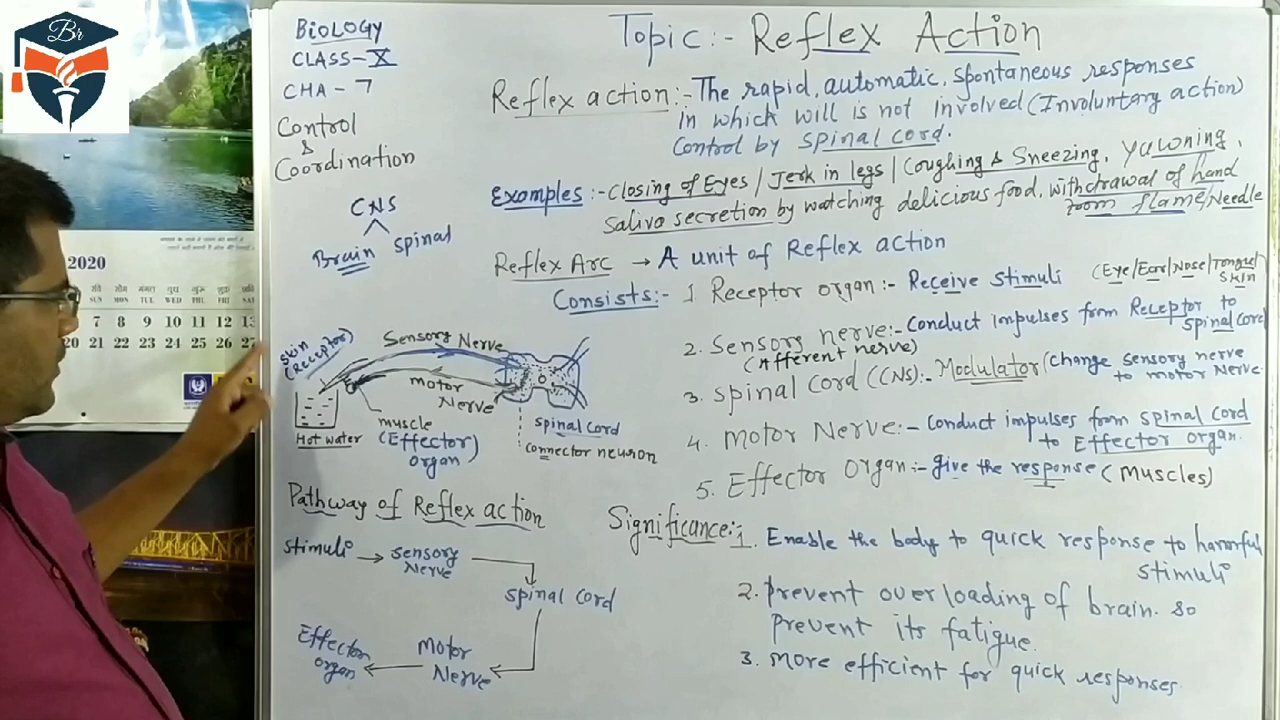 Br
BIOLOGY
CLASS-X
CHA - 7
Control
&
Coordination
CNS
Brain spinal
Topic:- Reflex Action
Reflex action:- The rapid, automatic, spontaneous responses
in which will is not involved (Involuntary action)
Control by spinal cord.
Examples:- Closing of Eyes / Jerk in legs / Coughing & Sneezing, Yawning,
Saliva secretion by watching delicious food, withdrawal of hand
from flame/Needle
Reflex Arc → A unit of Reflex action
Consists:- 1 Receptor organ:- Receive Stimuli (Eye/Ear/Nose/Tongue/
skin
2. Sensory nerve:- Conduct impulses from Receptor to
spinal cord
(Afferent nerve)
3. spinal cord (CNS):- Modulator (change sensory nerve
to motor Nerve.
4. Motor Nerve:- Conduct impulses from spinal cord
to Effector organ.
5. Effector organ:- give the response (Muscles)
Skin
(Receptor)
Sensory Nerve
motor
Nerve
Hot water
muscle
(Effector)
organ
spinal cord
connector neuron
Pathway of Reflex action
stimuli → sensory
Nerve
spinal cord
Motor
Nerve
Effector
organ
Significance:- 1. Enable the body to quick response to harmful
stimuli
2. prevent over loading of brain. so
prevent its fatigue.
3. more efficient for quick responses.
2020
SUN MON TUE WED THU FRI SAT
7 8 9 10 11 12 13
20 21 22 23 24 25 26 27